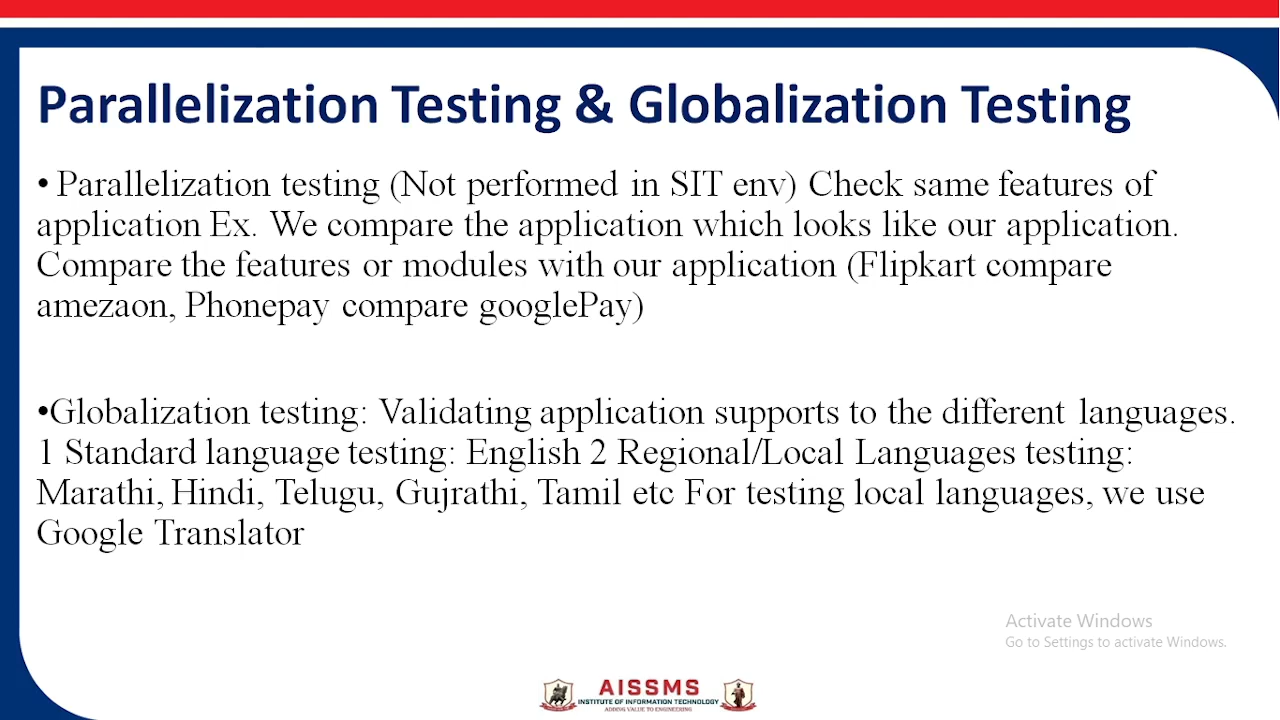 Parallelization Testing & Globalization Testing
• Parallelization testing (Not performed in SIT env) Check same features of
application Ex. We compare the application which looks like our application.
Compare the features or modules with our application (Flipkart compare
amezaon, Phonepay compare googlePay)
•Globalization testing: Validating application supports to the different languages.
1 Standard language testing: English 2 Regional/Local Languages testing:
Marathi, Hindi, Telugu, Gujrathi, Tamil etc For testing local languages, we use
Google Translator
Activate Windows
Go to Settings to activate Windows.
AISSMS
INSTITUTE OF INFORMATION TECHNOLOGY
ADDING VALUE TO ENGINEERING